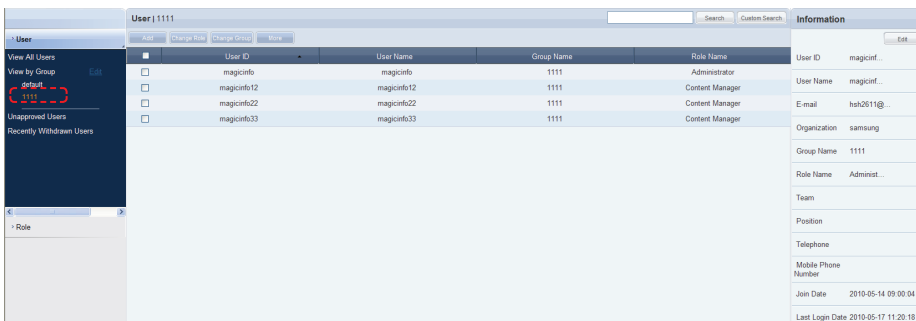 User | 1111
Search
Custom Search
Information
User
Add
Change Role
Change Group
More
Edit
View All Users
View by Group
Edit
default
1111
Unapproved Users
Recently Withdrawn Users
Role
User ID
User Name
Group Name
Role Name
magicinfo magicinfo 1111 Administrator
magicinfo12 magicinfo12 1111 Content Manager
magicinfo22 magicinfo22 1111 Content Manager
magicinfo33 magicinfo33 1111 Content Manager
User ID magicinf...
User Name magicinf...
E-mail hsh2611@...
Organization samsung
Group Name 1111
Role Name Administ...
Team
Position
Telephone
Mobile Phone
Number
Join Date 2010-05-14 09:00:04
Last Login Date 2010-05-17 11:20:18